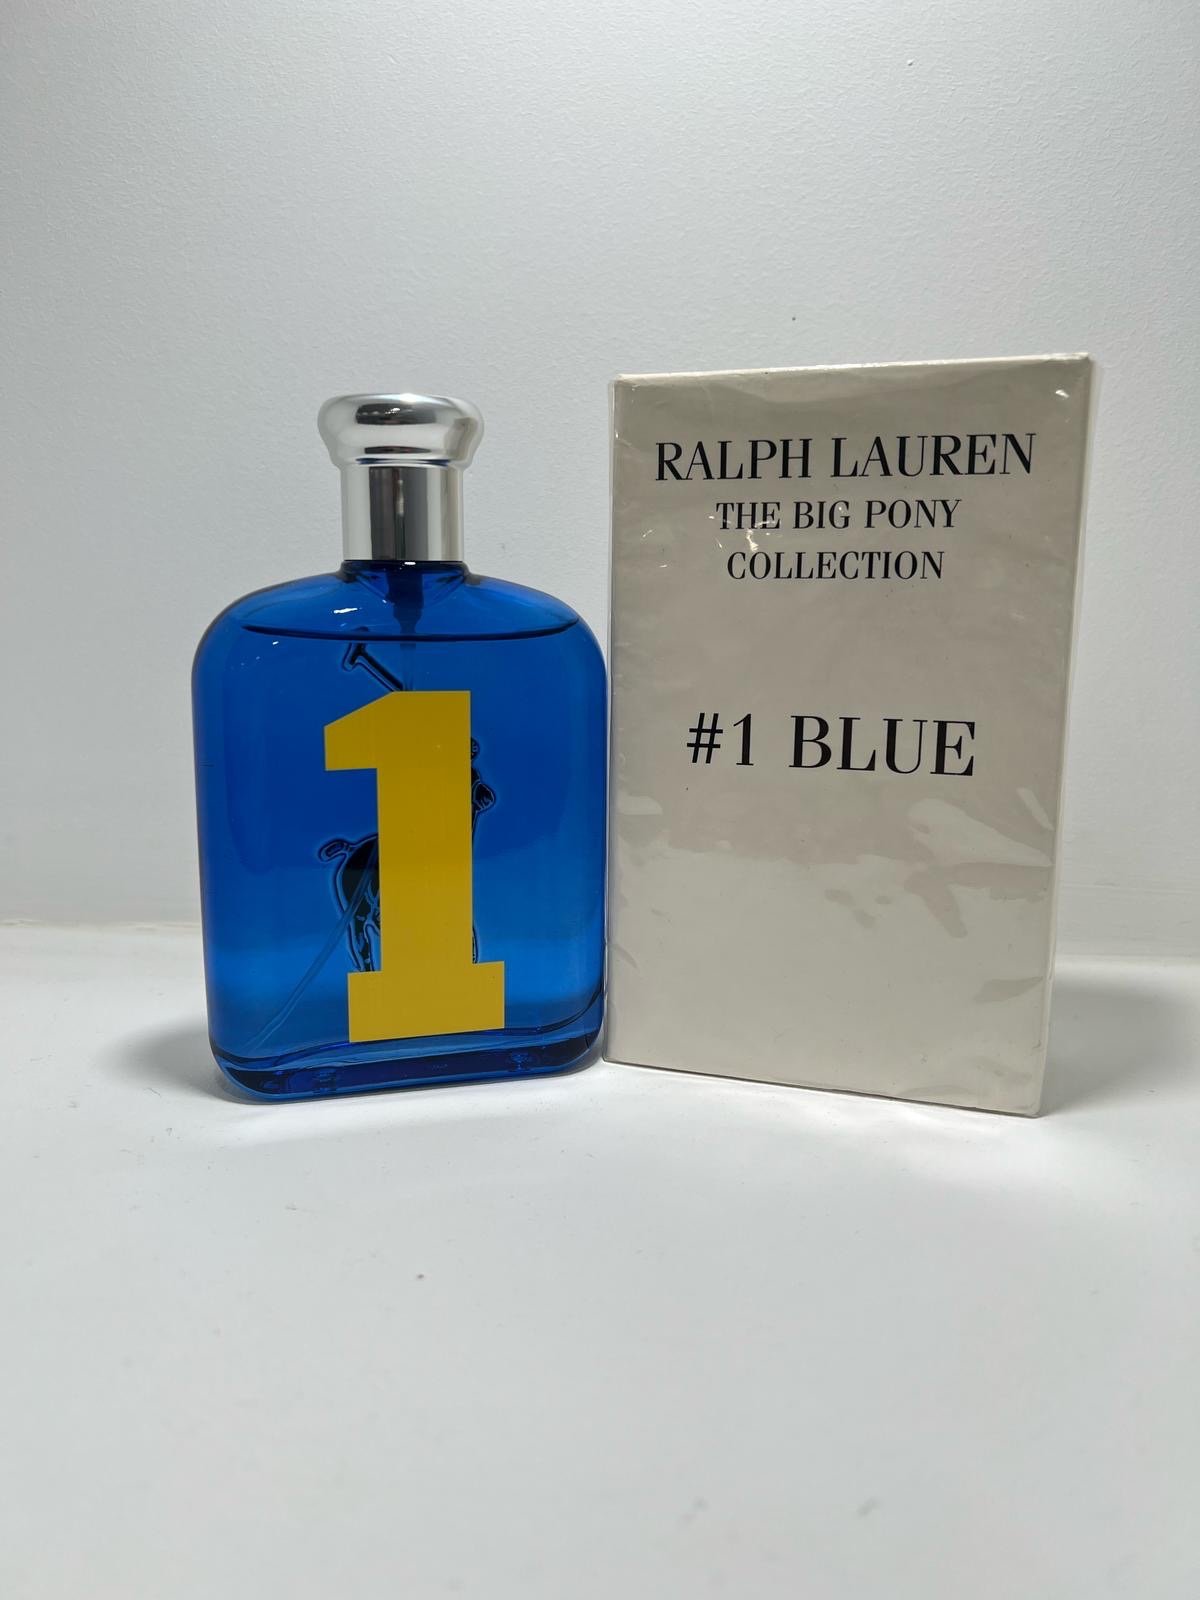 1
RALPH LAUREN
THE BIG PONY
COLLECTION
#1 BLUE